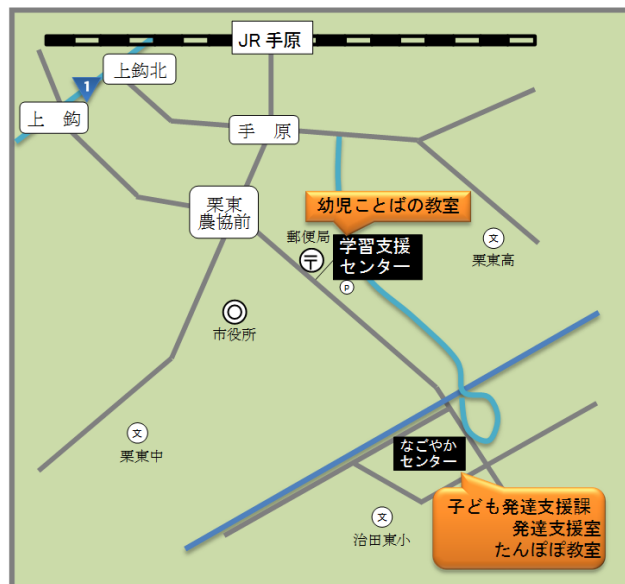 JR 手原
上鈎北
1
上　鈎
手　原
幼児ことばの教室
栗東
農協前
郵便局
〒
学習支援
センター
P
文
栗東高
市役所
文
栗東中
なごやか
センター
子ども発達支援課
発達支援室
たんぽぽ教室
文
治田東小